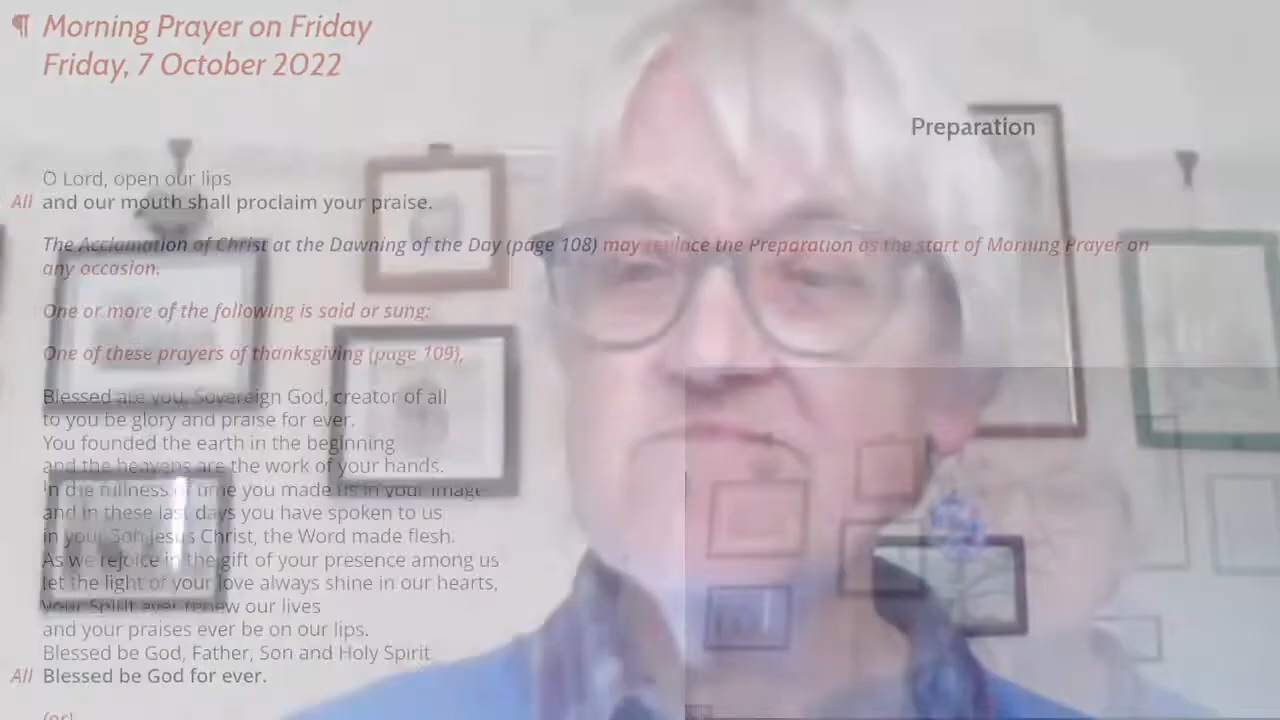 ¶ Morning Prayer on Friday
Friday, 7 October 2022
Preparation
O Lord, open our lips
All and our mouth shall proclaim your praise.
The Acclamation of Christ at the Dawning of the Day (page 108) may replace the Preparation as the start of Morning Prayer on
any occasion.
One or more of the following is said or sung:
One of these prayers of thanksgiving (page 109),
Blessed are you, Sovereign God, creator of all
to you be glory and praise for ever.
You founded the earth in the beginning
and the heavens are the work of your hands.
In the fullness of time you made us in your image
and in these last days you have spoken to us
in your Son Jesus Christ, the Word made flesh.
As we rejoice in the gift of your presence among us
let the light of your love always shine in our hearts,
your Spirit ever renew our lives
and your praises ever be on our lips.
Blessed be God, Father, Son and Holy Spirit
All Blessed be God for ever.
(or)